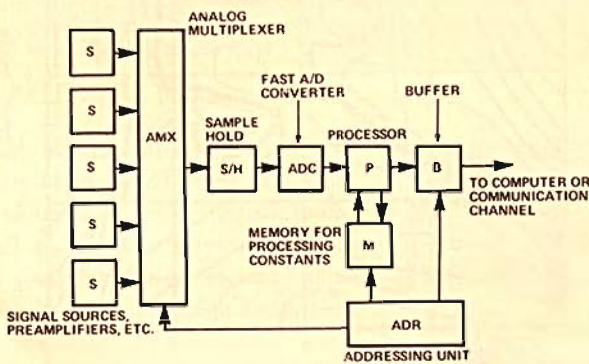 ANALOG
MULTIPLEXER
S
S
S
S
S
AMX
SAMPLE
HOLD
S/H
FAST A/D
CONVERTER
ADC
PROCESSOR
P
BUFFER
B
TO COMPUTER OR
COMMUNICATION
CHANNEL
MEMORY FOR
PROCESSING
CONSTANTS
M
SIGNAL SOURCES,
PREAMPLIFIERS, ETC.
ADR
ADDRESSING UNIT